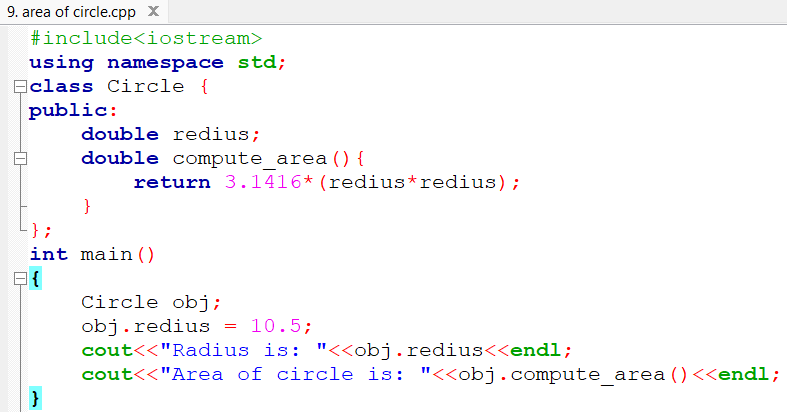 9. area of circle.cpp X
#include<iostream>
using namespace std;
class Circle {
public:
    double redius;
    double compute_area(){
        return 3.1416*(redius*redius);
    }
};
int main()
{
    Circle obj;
    obj.redius = 10.5;
    cout<<"Radius is: "<<obj.redius<<endl;
    cout<<"Area of circle is: "<<obj.compute_area()<<endl;
}